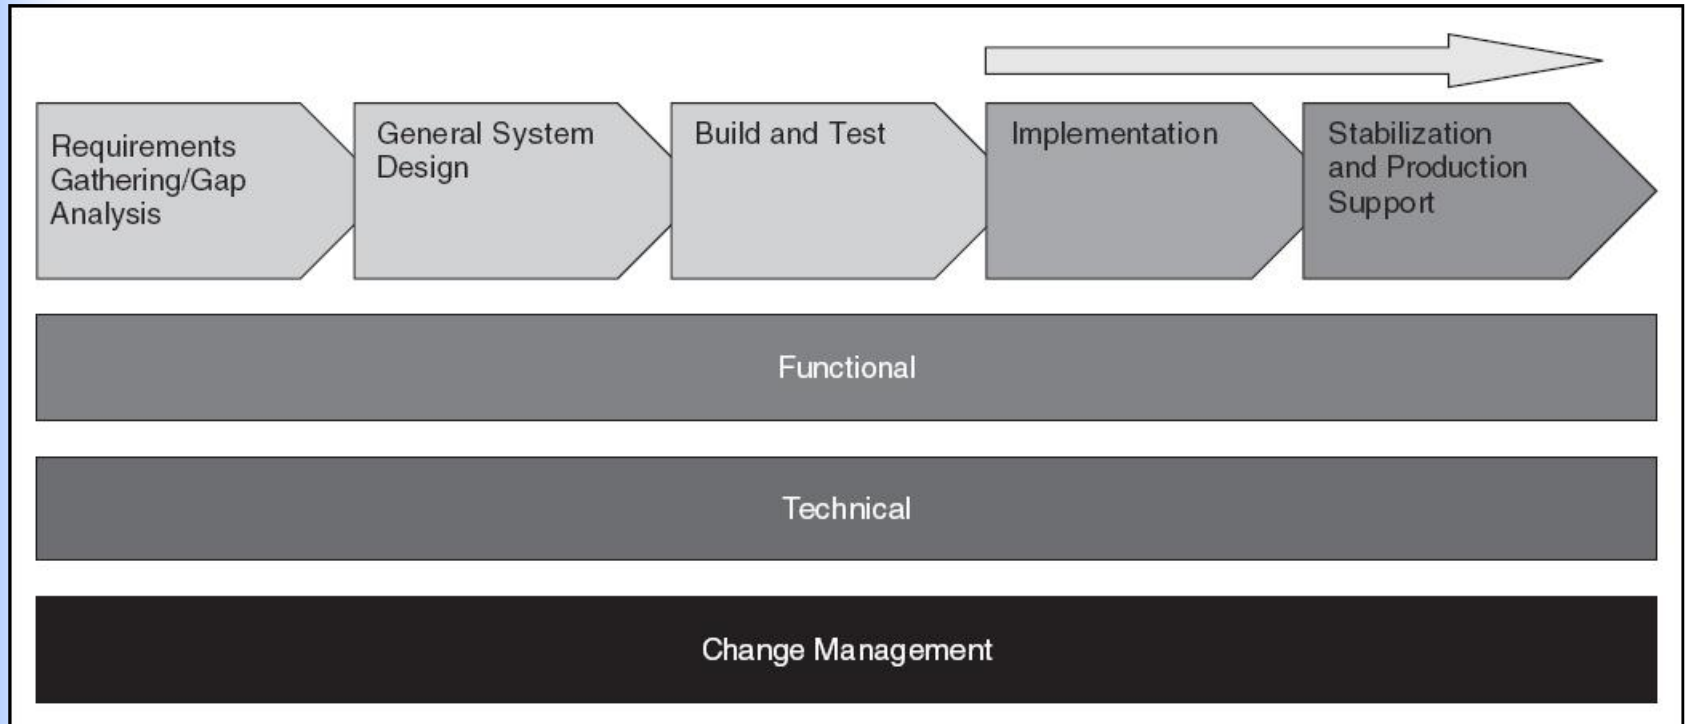 Requirements
Gathering/Gap
Analysis
General System
Design
Build and Test
Implementation
Stabilization
and Production
Support
Functional
Technical
Change Management